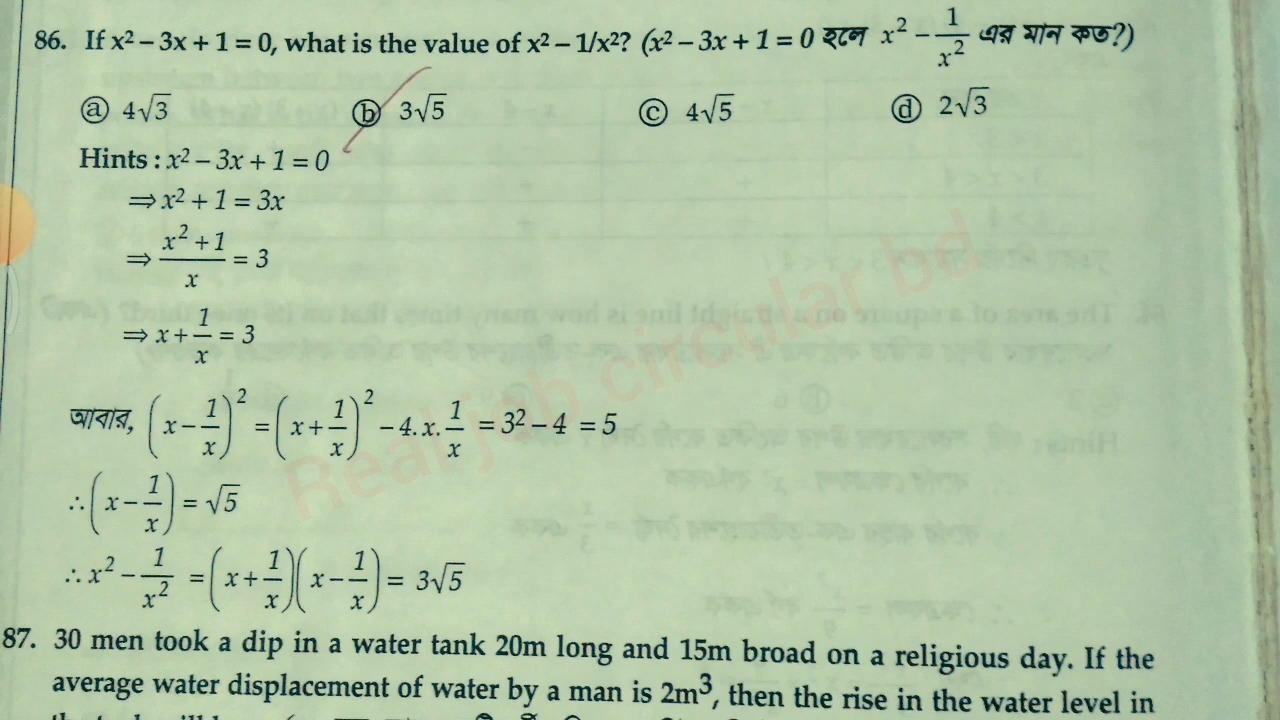 86. If x² – 3x + 1 = 0, what is the value of x² – 1/x²? (x² – 3x + 1 = 0 হলে x² – 1/x² এর মান কত?)
ⓐ 4√3 ⓑ 3√5 ⓒ 4√5 ⓓ 2√3
Hints : x² – 3x + 1 = 0
⇒ x² + 1 = 3x
⇒ (x² + 1)/x = 3
⇒ x + 1/x = 3
আবার, (x – 1/x)² = (x + 1/x)² – 4.x.1/x = 3² – 4 = 5
∴ (x – 1/x) = √5
∴ x² – 1/x² = (x + 1/x)(x – 1/x) = 3√5
Real job circular bd
87. 30 men took a dip in a water tank 20m long and 15m broad on a religious day. If the
average water displacement of water by a man is 2m³, then the rise in the water level in